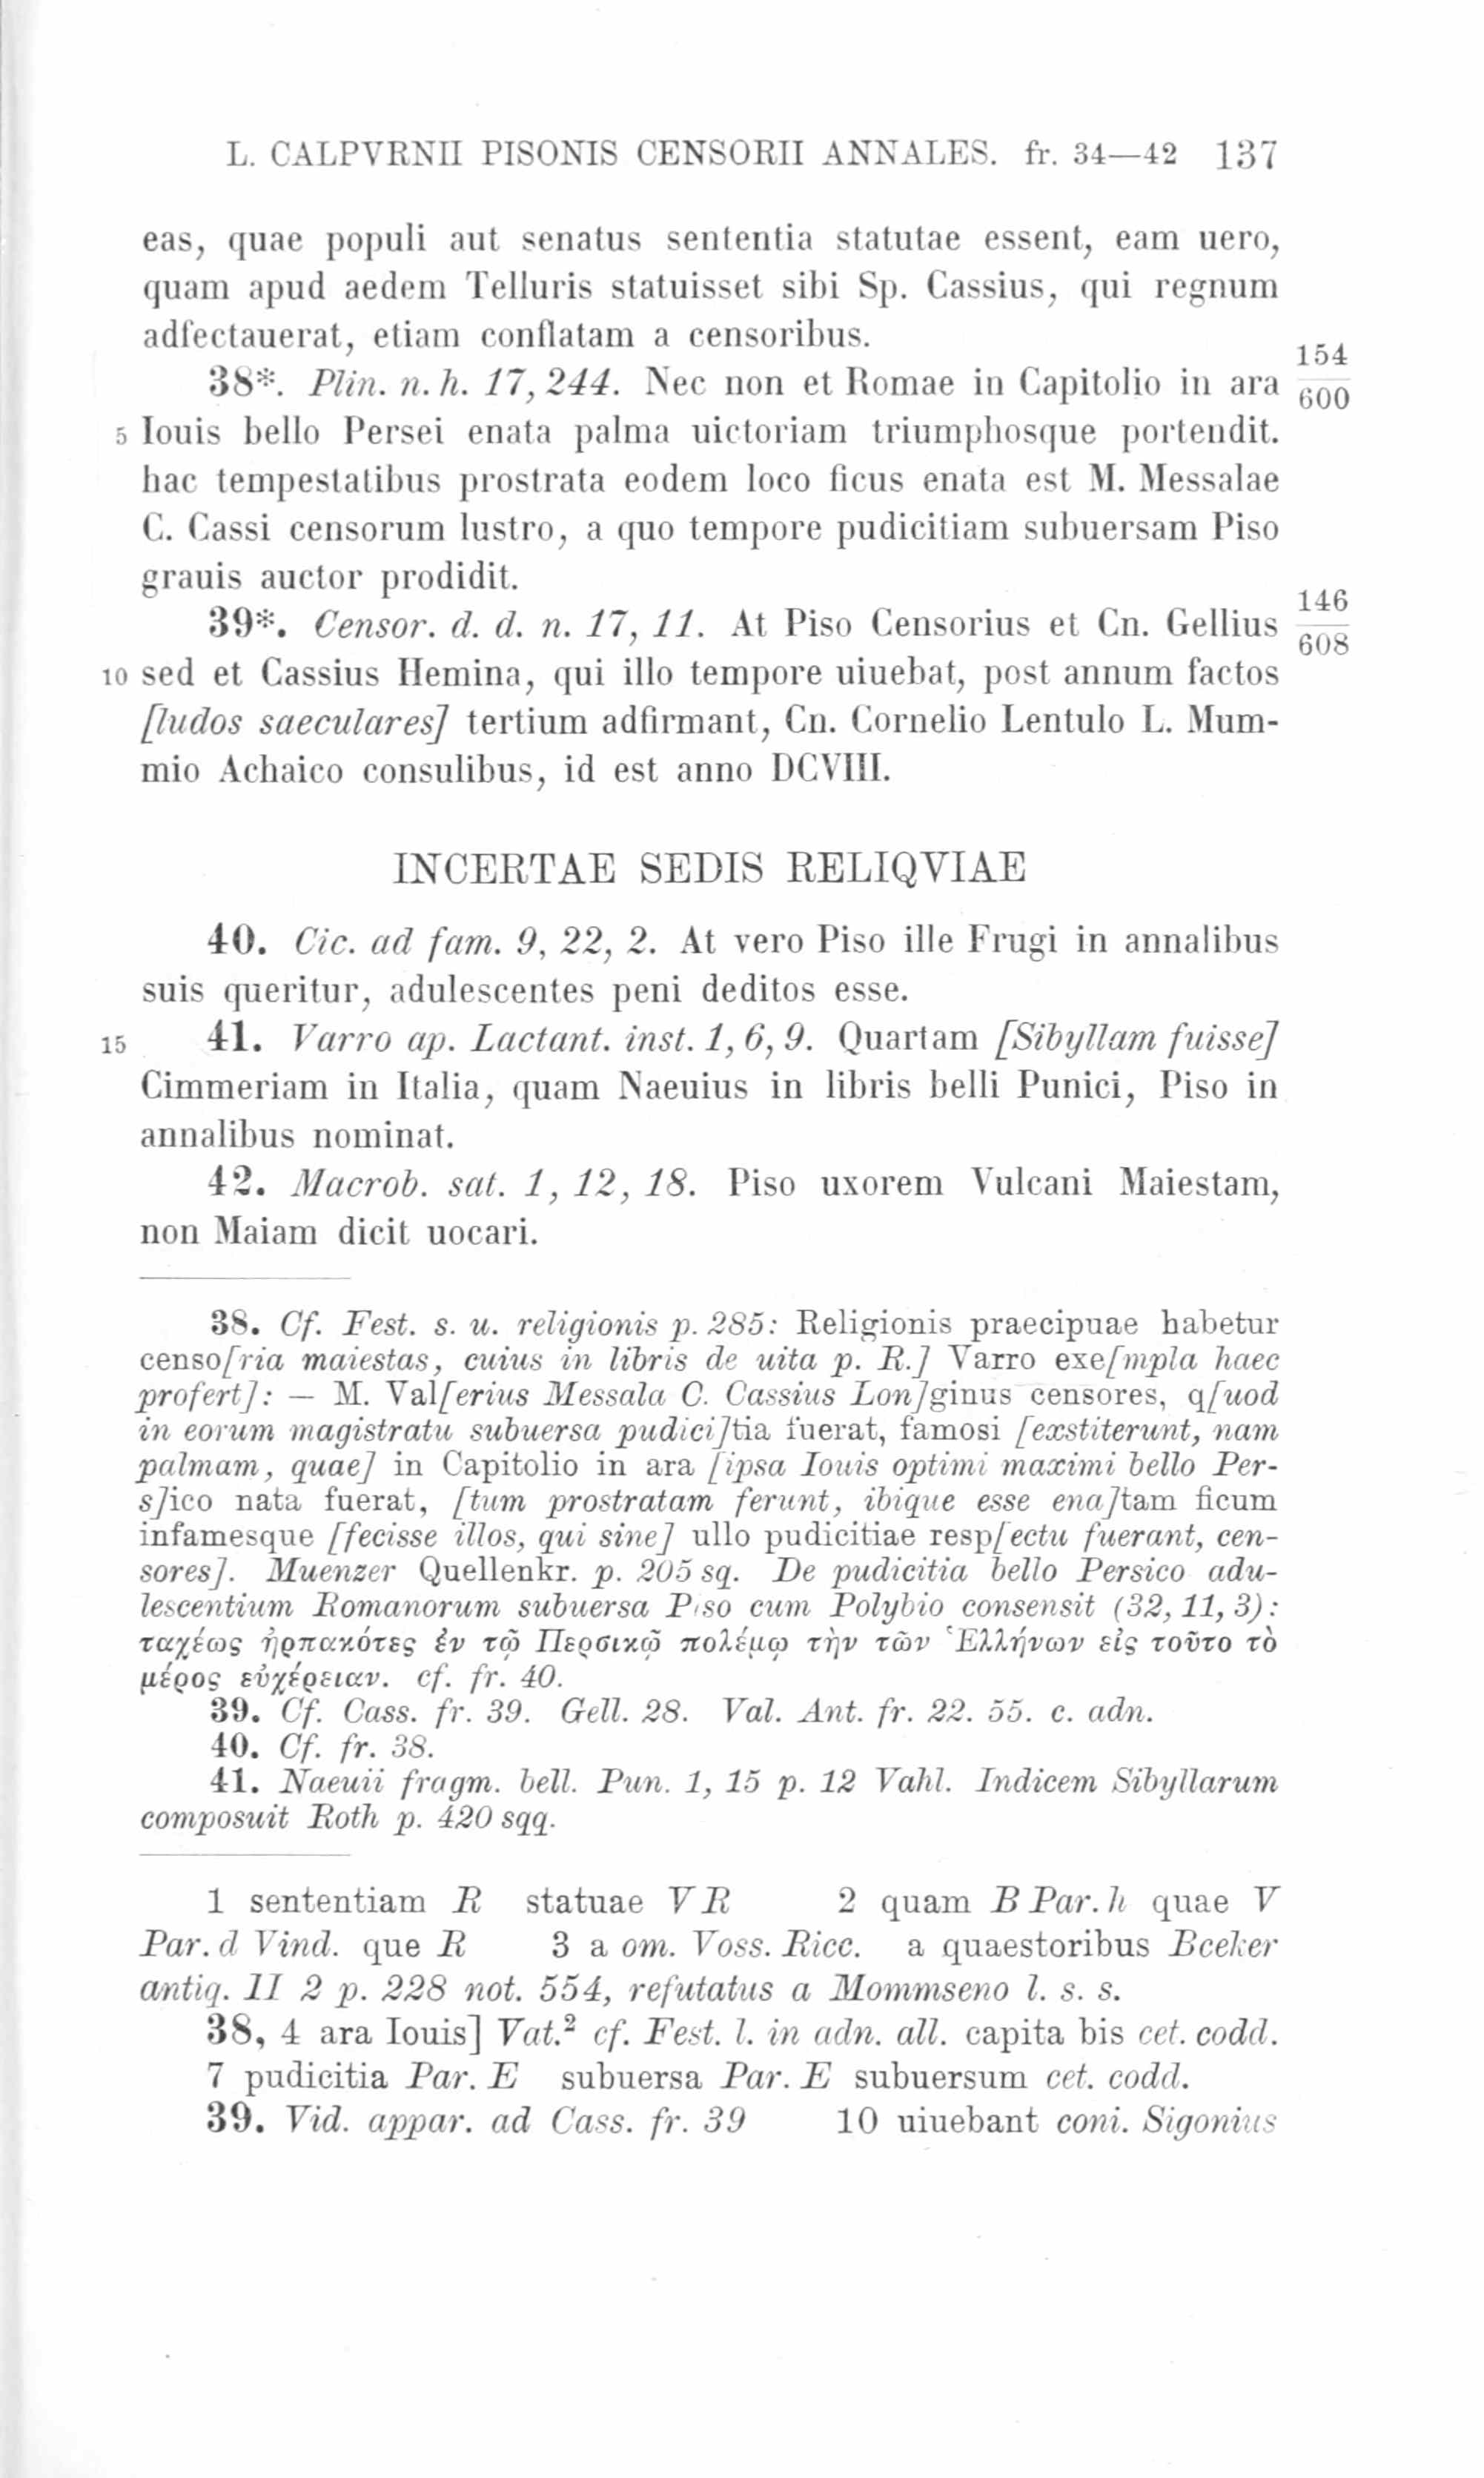 L. CALPVRNII PISONIS CENSORII ANNALES. fr. 34—42 137
eas, quae populi aut senatus sententia statutae essent, eam uero,
quam apud aedem Telluris statuisset sibi Sp. Cassius, qui regnum
adfectauerat, etiam conflatam a censoribus.
154
38*. Plin. n. h. 17, 244. Nec non et Romae in Capitolio in ara
600
5 Iouis bello Persei enata palma uictoriam triumphosque portendit.
hac tempestatibus prostrata eodem loco ficus enata est M. Messalae
C. Cassi censorum lustro, a quo tempore pudicitiam subuersam Piso
grauis auctor prodidit.
146
39*. Censor. d. d. n. 17, 11. At Piso Censorius et Cn. Gellius
608
10 sed et Cassius Hemina, qui illo tempore uiuebat, post annum factos
[ludos saeculares] tertium adfirmant, Cn. Cornelio Lentulo L. Mum-
mio Achaico consulibus, id est anno DCVIII.
INCERTAE SEDIS RELIQVIAE
40. Cic. ad fam. 9, 22, 2. At vero Piso ille Frugi in annalibus
suis queritur, adulescentes peni deditos esse.
15 41. Varro ap. Lactant. inst. 1, 6, 9. Quartam [Sibyllam fuisse]
Cimmeriam in Italia, quam Naeuius in libris belli Punici, Piso in
annalibus nominat.
42. Macrob. sat. 1, 12, 18. Piso uxorem Vulcani Maiestam,
non Maiam dicit uocari.
38. Cf. Fest. s. u. religionis p. 285: Religionis praecipuae habetur
censo[ria maiestas, cuius in libris de uita p. R.] Varro exe[mpla haec
profert]: — M. Val[erius Messala C. Cassius Lon]ginus censores, q[uod
in eorum magistratu subuersa pudici]tia fuerat, famosi [exstiterunt, nam
palmam, quae] in Capitolio in ara [ipsa Iouis optimi maximi bello Per-
s]ico nata fuerat, [tum prostratam ferunt, ibique esse ena]tam ficum
infamesque [fecisse illos, qui sine] ullo pudicitiae resp[ectu fuerant, cen-
sores]. Muenzer Quellenkr. p. 205 sq. De pudicitia bello Persico adu-
lescentium Romanorum subuersa Piso cum Polybio consensit (32, 11, 3):
ταχέως ἡρπακότες ἐν τῷ Περσικῷ πολέμῳ τὴν τῶν Ἑλλήνων εἰς τοῦτο τὸ
μέρος εὐχέρειαν. cf. fr. 40.
39. Cf. Cass. fr. 39. Gell. 28. Val. Ant. fr. 22. 55. c. adn.
40. Cf. fr. 38.
41. Naeuii fragm. bell. Pun. 1, 15 p. 12 Vahl. Indicem Sibyllarum
composuit Roth p. 420 sqq.
1 sententiam R statuae V R 2 quam B Par. h quae V
Par. d Vind. que R 3 a om. Voss. Ricc. a quaestoribus Bceker
antiq. II 2 p. 228 not. 554, refutatus a Mommseno l. s. s.
38, 4 ara Iouis] Vat.² cf. Fest. l. in adn. all. capita bis cet. codd.
7 pudicitia Par. E subuersa Par. E subuersum cet. codd.
39. Vid. appar. ad Cass. fr. 39 10 uiuebant coni. Sigonius